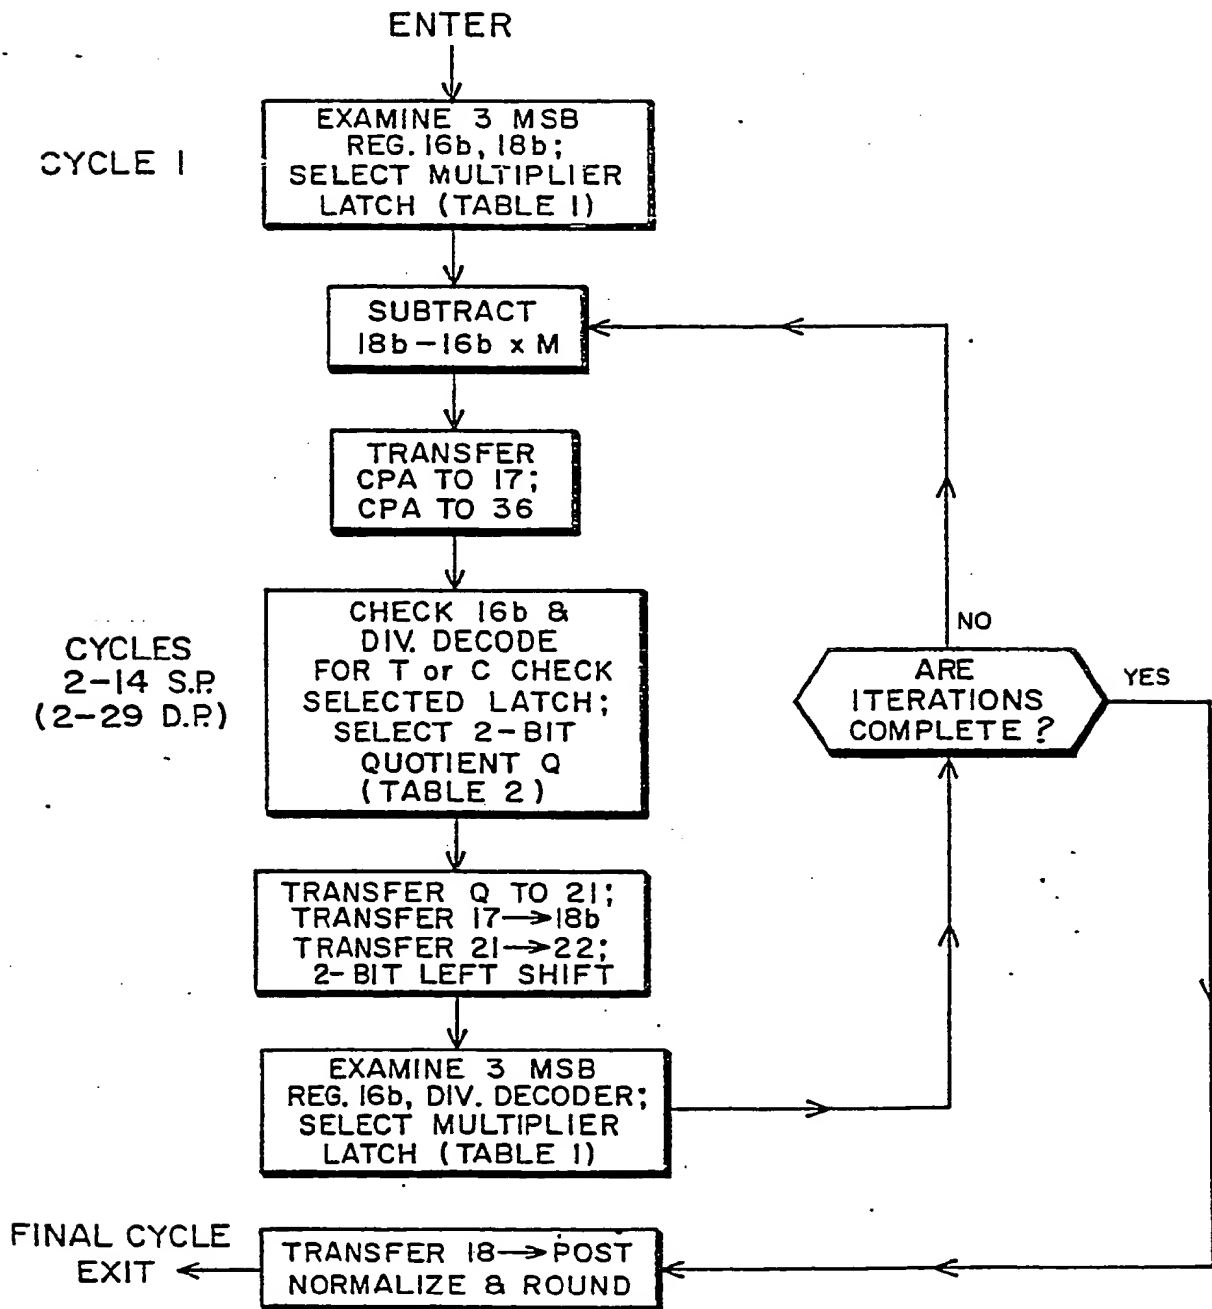 ENTER
CYCLE 1
EXAMINE 3 MSB
REG. 16b, 18b;
SELECT MULTIPLIER
LATCH (TABLE 1)
SUBTRACT
18b-16b x M
TRANSFER
CPA TO 17;
CPA TO 36
CYCLES
2-14 S.P.
(2-29 D.P.)
CHECK 16b &
DIV. DECODE
FOR T or C CHECK
SELECTED LATCH;
SELECT 2-BIT
QUOTIENT Q
(TABLE 2)
NO
ARE
ITERATIONS
COMPLETE ?
YES
TRANSFER Q TO 21;
TRANSFER 17→18b
TRANSFER 21→22;
2-BIT LEFT SHIFT
EXAMINE 3 MSB
REG. 16b, DIV. DECODER;
SELECT MULTIPLIER
LATCH (TABLE 1)
FINAL CYCLE
EXIT
TRANSFER 18→POST
NORMALIZE & ROUND